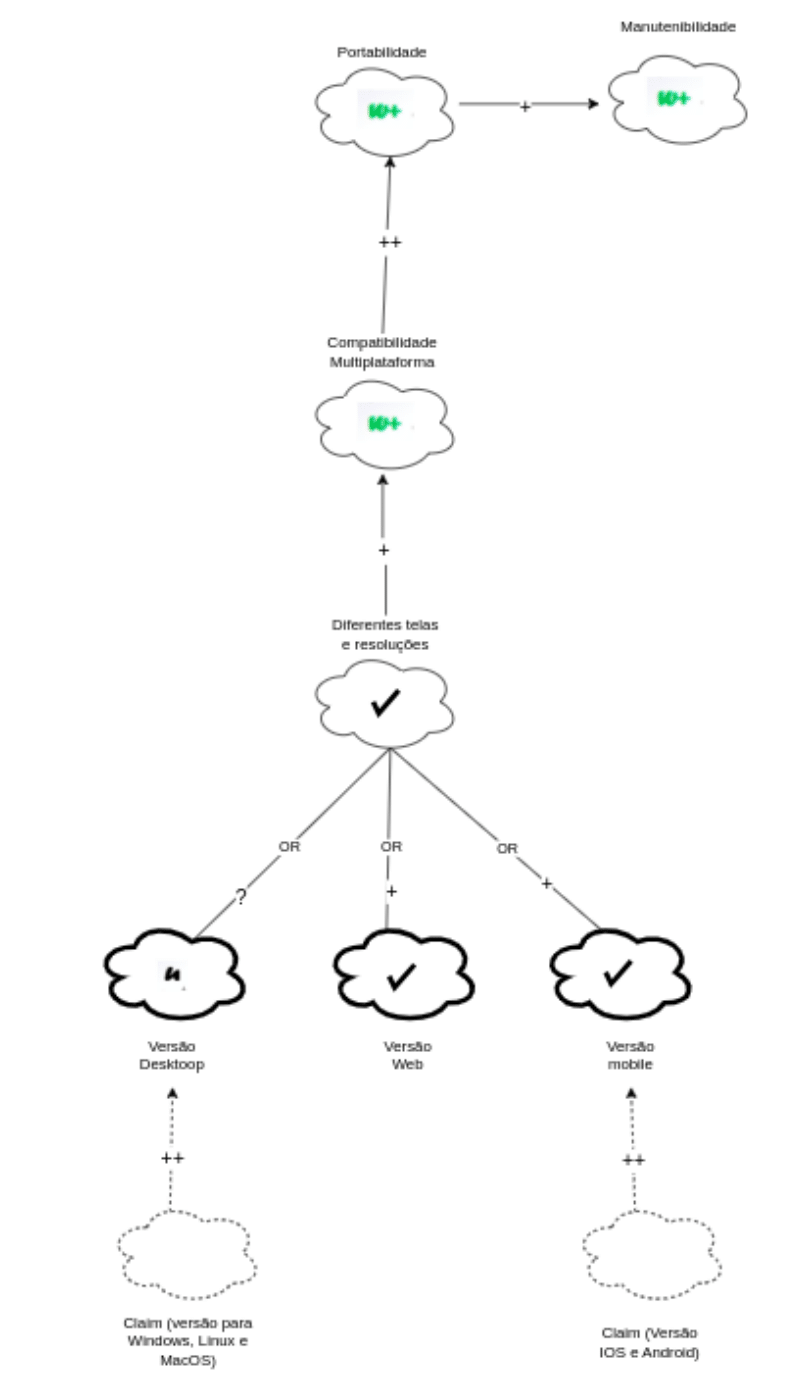 Manutenibilidade
Portabilidade
W+
W+
+
++
Compatibilidade
Multiplataforma
W+
+
Diferentes telas
e resoluções
OR
OR
OR
?
+
+
u
Versão
Desktoop
Versão
Web
Versão
mobile
++
++
Claim (versão para
Windows, Linux e
MacOS)
Claim (Versão
IOS e Android)